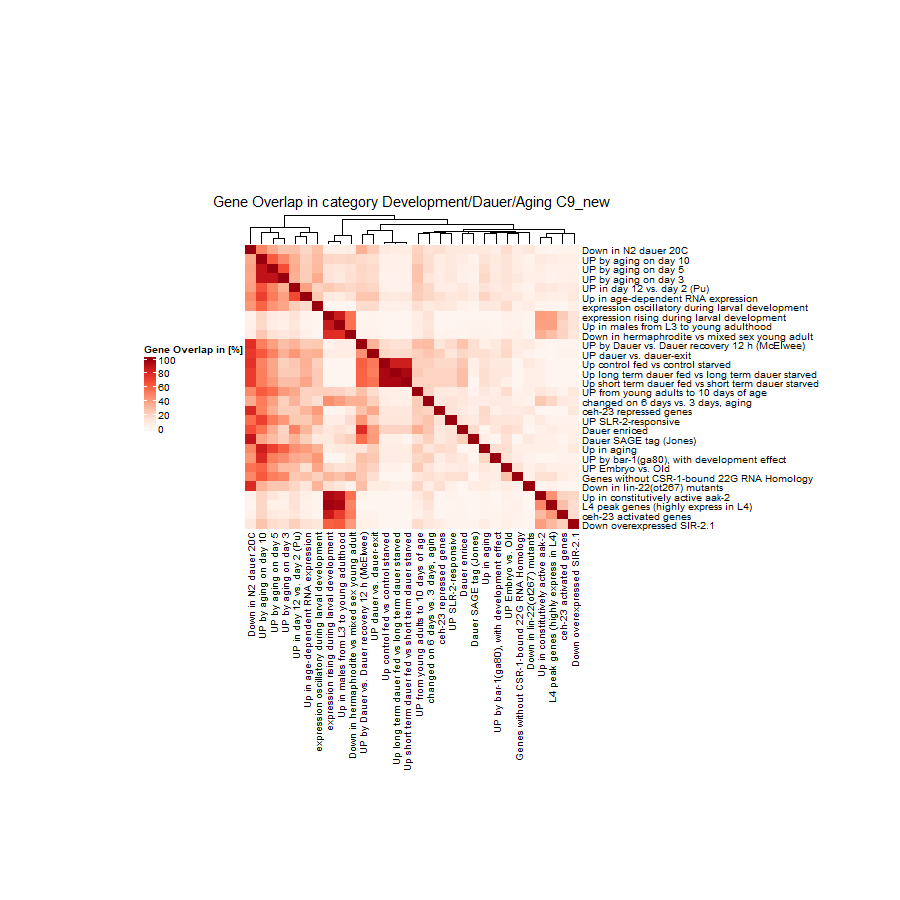 Gene Overlap in category Development/Dauer/Aging C9_new
Down in N2 dauer 20C
UP by aging on day 10
UP by aging on day 5
UP by aging on day 3
UP in day 12 vs. day 2 (Pu)
Up in age-dependent RNA expression
expression oscillatory during larval development
expression rising during larval development
Up in males from L3 to young adulthood
Down in hermaphrodite vs mixed sex young adult
UP by Dauer vs. Dauer recovery 12 h (McElwee)
UP dauer vs. dauer-exit
Up control fed vs control starved
Up long term dauer fed vs long term dauer starved
Up short term dauer fed vs short term dauer starved
UP from young adults to 10 days of age
changed on 6 days vs. 3 days, aging
ceh-23 repressed genes
UP SLR-2-responsive
Dauer enriced
Dauer SAGE tag (Jones)
Up in aging
UP by bar-1(ga80), with development effect
UP Embryo vs. Old
Genes without CSR-1-bound 22G RNA Homology
Down in lin-22(ot267) mutants
Up in constitutively active aak-2
L4 peak genes (highly express in L4)
ceh-23 activated genes
Down overexpressed SIR-2.1
Gene Overlap in [%]
100
80
60
40
20
0
Down in N2 dauer 20C
UP by aging on day 10
UP by aging on day 5
UP by aging on day 3
UP in day 12 vs. day 2 (Pu)
Up in age-dependent RNA expression
expression oscillatory during larval development
expression rising during larval development
Up in males from L3 to young adulthood
Down in hermaphrodite vs mixed sex young adult
UP by Dauer vs. Dauer recovery 12 h (McElwee)
UP dauer vs. dauer-exit
Up control fed vs control starved
Up long term dauer fed vs long term dauer starved
Up short term dauer fed vs short term dauer starved
UP from young adults to 10 days of age
changed on 6 days vs. 3 days, aging
ceh-23 repressed genes
UP SLR-2-responsive
Dauer enriced
Dauer SAGE tag (Jones)
Up in aging
UP by bar-1(ga80), with development effect
UP Embryo vs. Old
Genes without CSR-1-bound 22G RNA Homology
Down in lin-22(ot267) mutants
Up in constitutively active aak-2
L4 peak genes (highly express in L4)
ceh-23 activated genes
Down overexpressed SIR-2.1